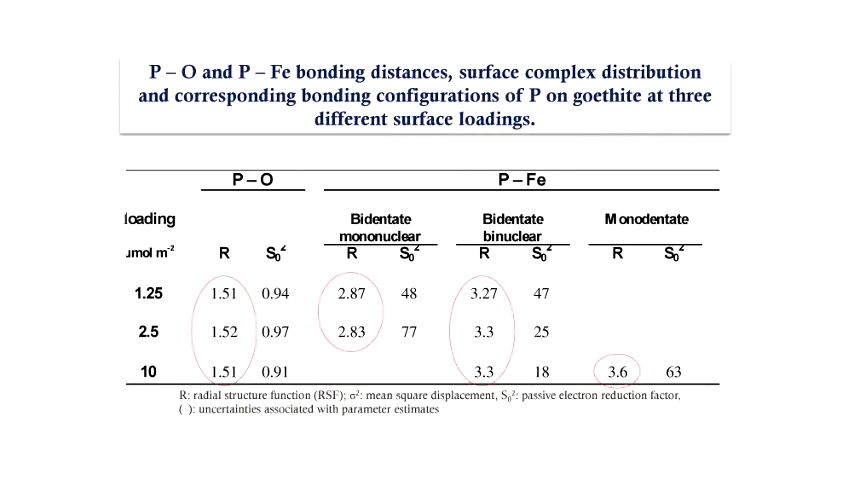 P – O and P – Fe bonding distances, surface complex distribution
and corresponding bonding configurations of P on goethite at three
different surface loadings.
P – O P – Fe
loading Bidentate mononuclear Bidentate binuclear Monodentate
µmol m-2 R S₀² R S₀² R S₀² R S₀²
1.25 1.51 0.94 2.87 48 3.27 47
2.5 1.52 0.97 2.83 77 3.3 25
10 1.51 0.91 3.3 18 3.6 63
R: radial structure function (RSF); σ²: mean square displacement, S₀²: passive electron reduction factor,
( ): uncertainties associated with parameter estimates